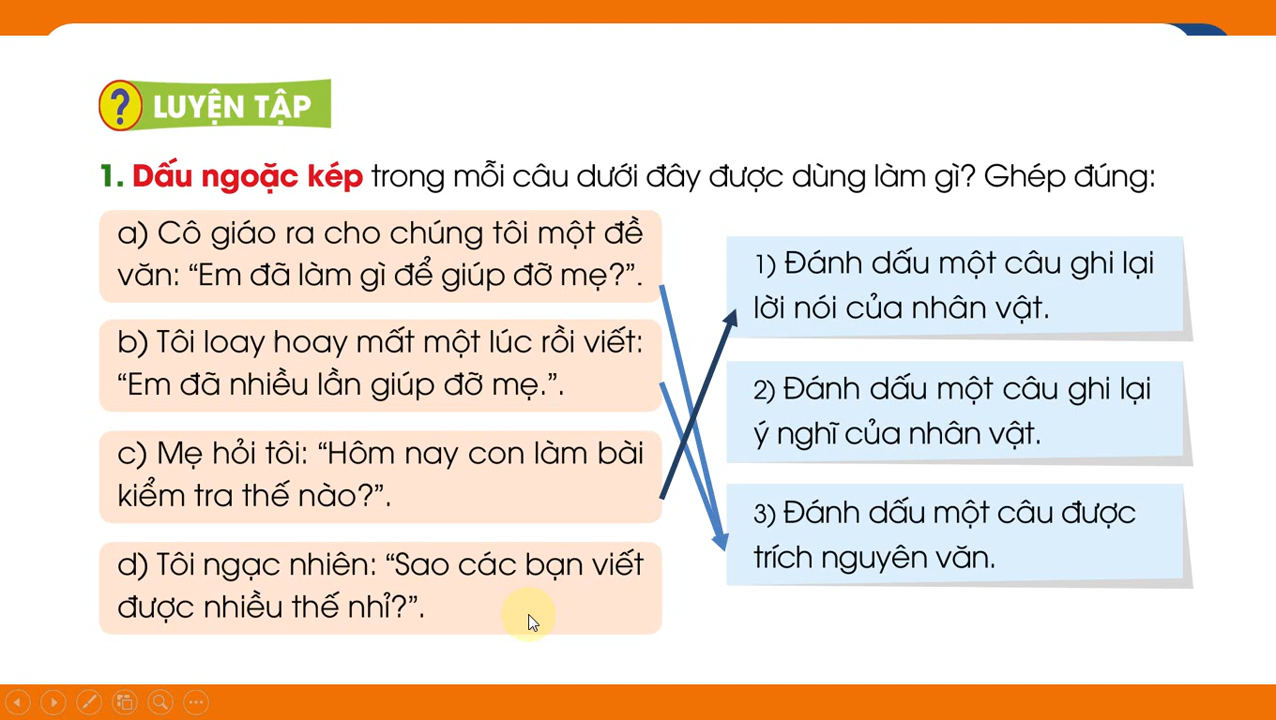 ? LUYỆN TẬP
1. Dấu ngoặc kép trong mỗi câu dưới đây được dùng làm gì? Ghép đúng:
a) Cô giáo ra cho chúng tôi một đề
văn: “Em đã làm gì để giúp đỡ mẹ?”.
b) Tôi loay hoay mất một lúc rồi viết:
“Em đã nhiều lần giúp đỡ mẹ.”.
c) Mẹ hỏi tôi: “Hôm nay con làm bài
kiểm tra thế nào?”.
d) Tôi ngạc nhiên: “Sao các bạn viết
được nhiều thế nhỉ?”.
1) Đánh dấu một câu ghi lại
lời nói của nhân vật.
2) Đánh dấu một câu ghi lại
ý nghĩ của nhân vật.
3) Đánh dấu một câu được
trích nguyên văn.